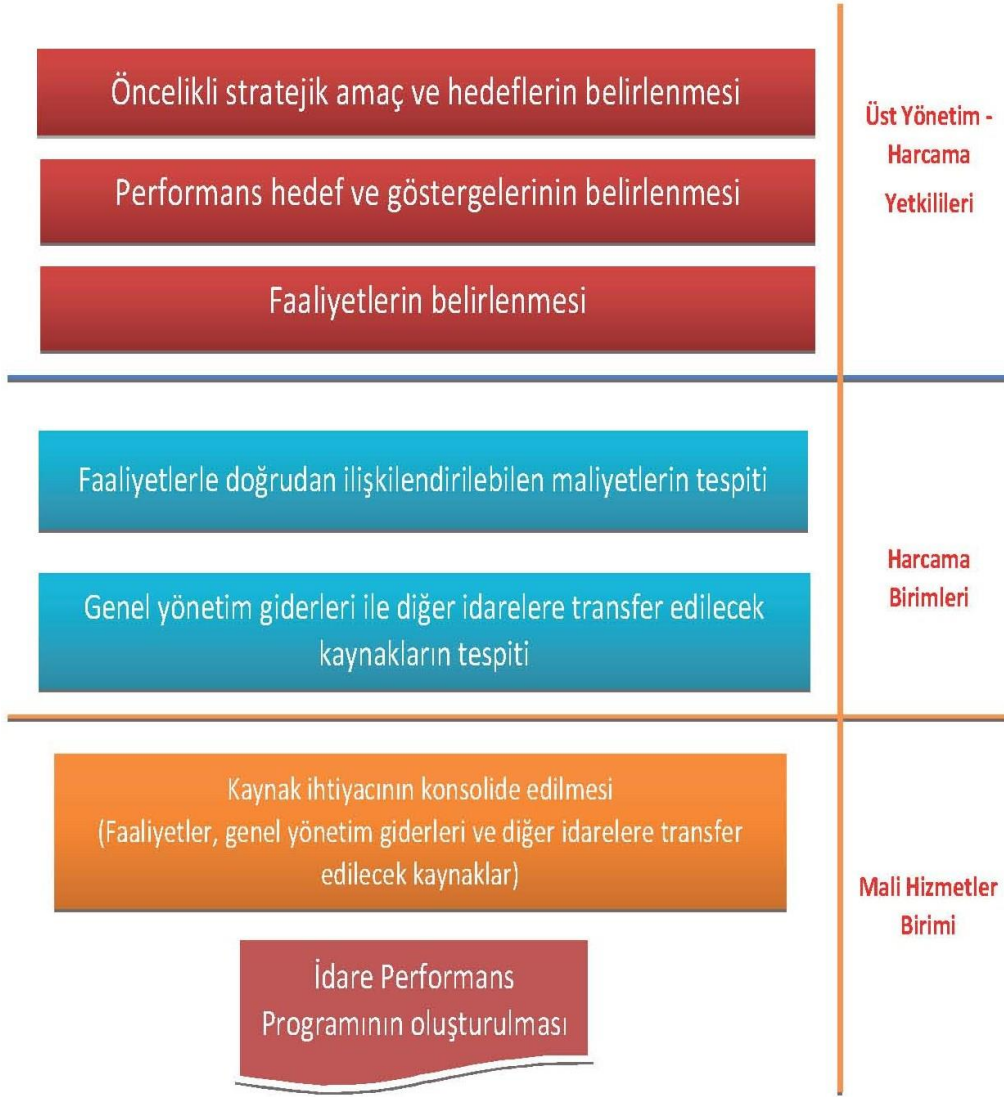 Öncelikli stratejik amaç ve hedeflerin belirlenmesi
Performans hedef ve göstergelerinin belirlenmesi
Faaliyetlerin belirlenmesi
Üst Yönetim -
Harcama
Yetkilileri
Faaliyetlerle doğrudan ilişkilendirilebilen maliyetlerin tespiti
Genel yönetim giderleri ile diğer idarelere transfer edilecek
kaynakların tespiti
Harcama
Birimleri
Kaynak ihtiyacının konsolide edilmesi
(Faaliyetler, genel yönetim giderleri ve diğer idarelere transfer
edilecek kaynaklar)
İdare Performans
Programının oluşturulması
Mali Hizmetler
Birimi